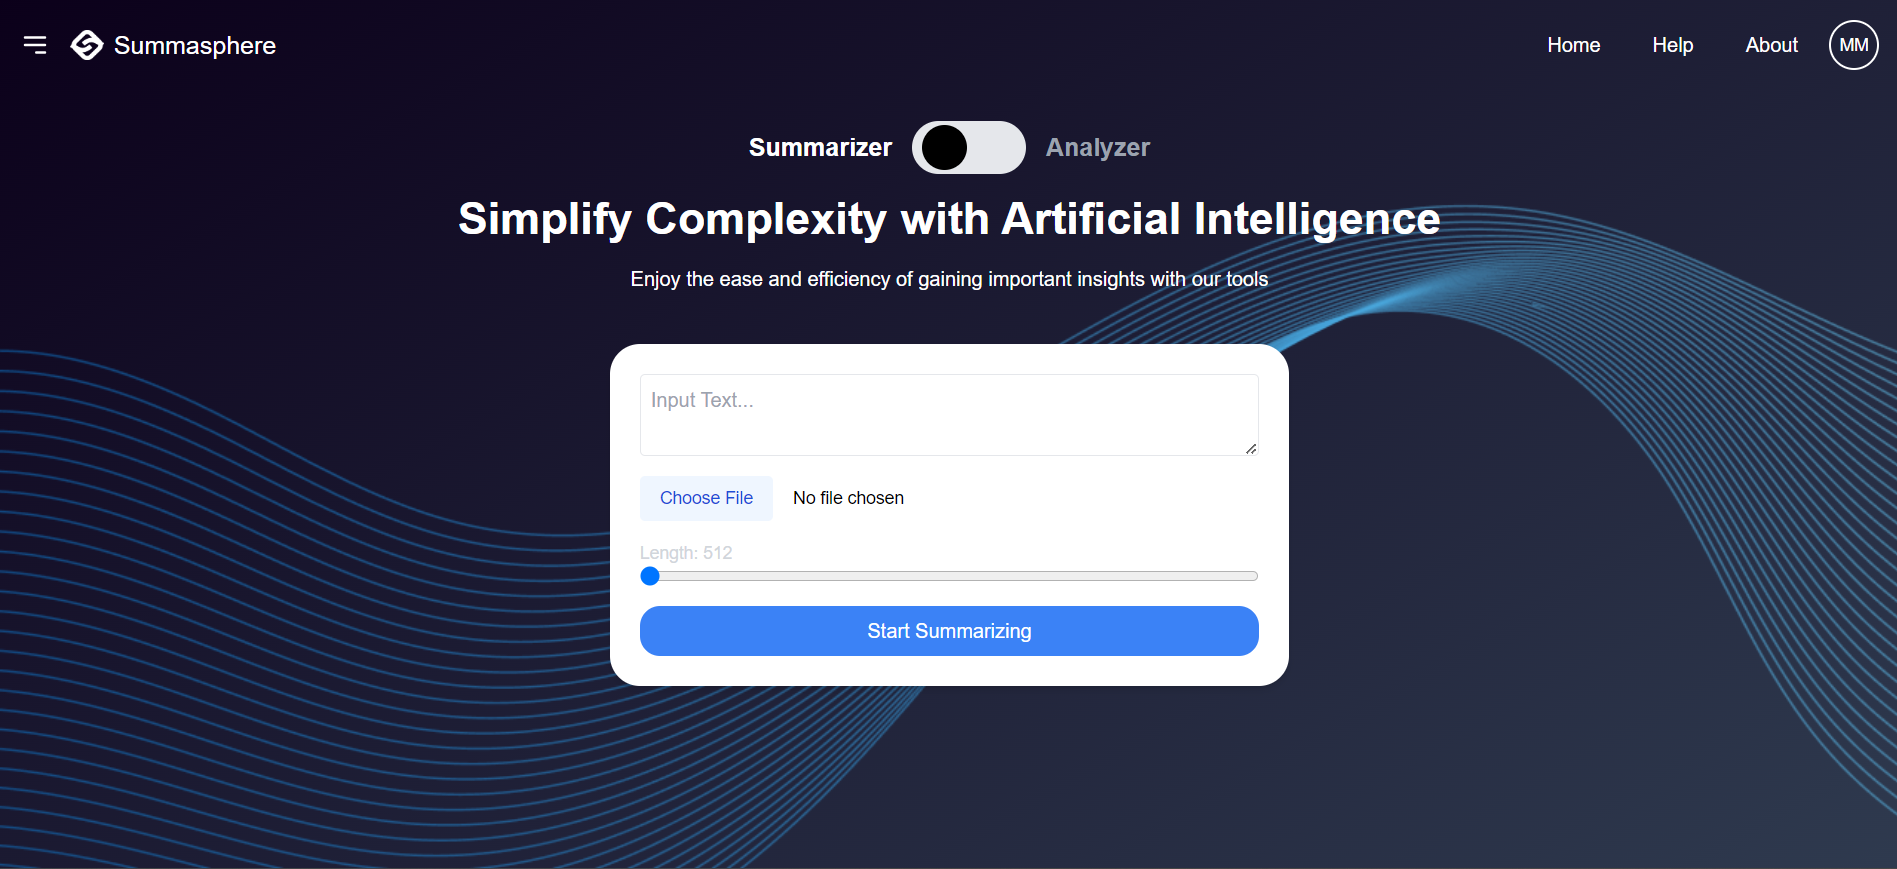 Summasphere
Home
Help
About
MM
Summarizer
Analyzer
Simplify Complexity with Artificial Intelligence
Enjoy the ease and efficiency of gaining important insights with our tools
Input Text...
Choose File
No file chosen
Length: 512
Start Summarizing